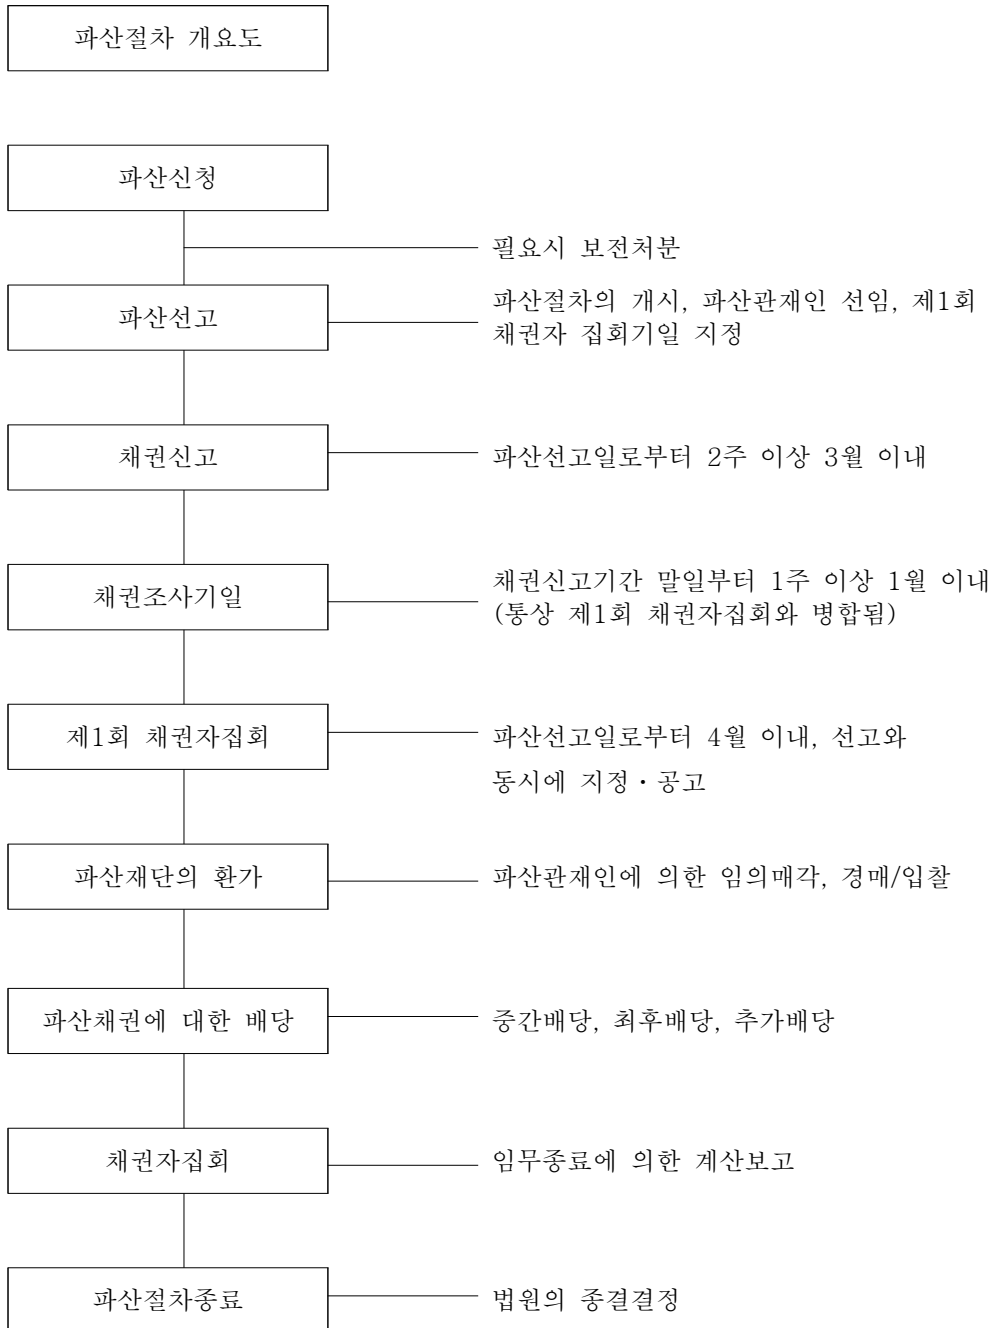 파산절차 개요도
파산신청
필요시 보전처분
파산선고
파산절차의 개시, 파산관재인 선임, 제1회
채권자 집회기일 지정
채권신고
파산선고일로부터 2주 이상 3월 이내
채권조사기일
채권신고기간 말일부터 1주 이상 1월 이내
(통상 제1회 채권자집회와 병합됨)
제1회 채권자집회
파산선고일로부터 4월 이내, 선고와
동시에 지정・공고
파산재단의 환가
파산관재인에 의한 임의매각, 경매/입찰
파산채권에 대한 배당
중간배당, 최후배당, 추가배당
채권자집회
임무종료에 의한 계산보고
파산절차종료
법원의 종결결정